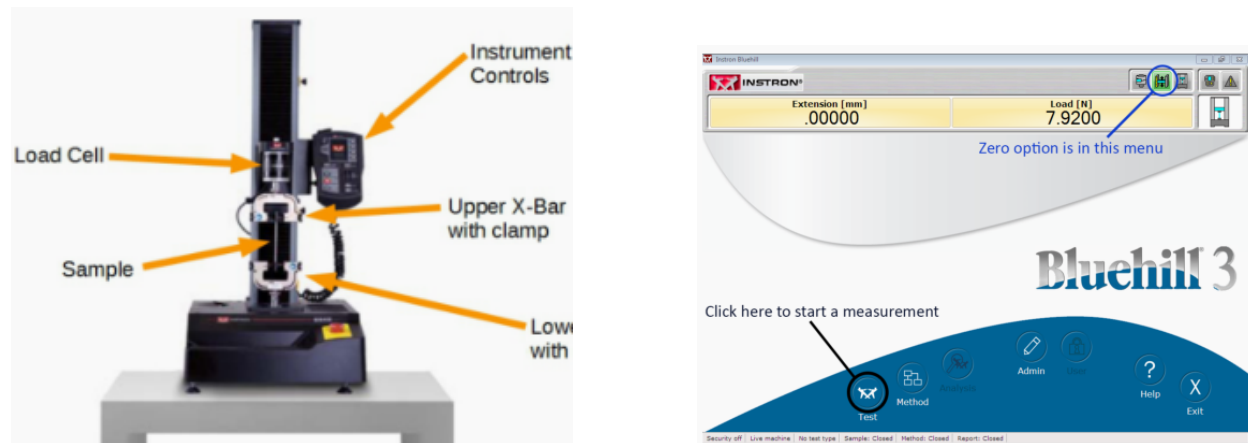 Instrument
Controls
Load Cell
Upper X-Bar
with clamp
Sample
Lowe
with
Instron Bluehill
INSTRON®
Extension [mm]
.00000
Load [N]
7.9200
Zero option is in this menu
Bluehill 3
Click here to start a measurement
Test
Method
Analysis
Admin
User
Help
Exit
Security off
Live machine
No test type
Sample: Closed
Method: Closed
Report: Closed